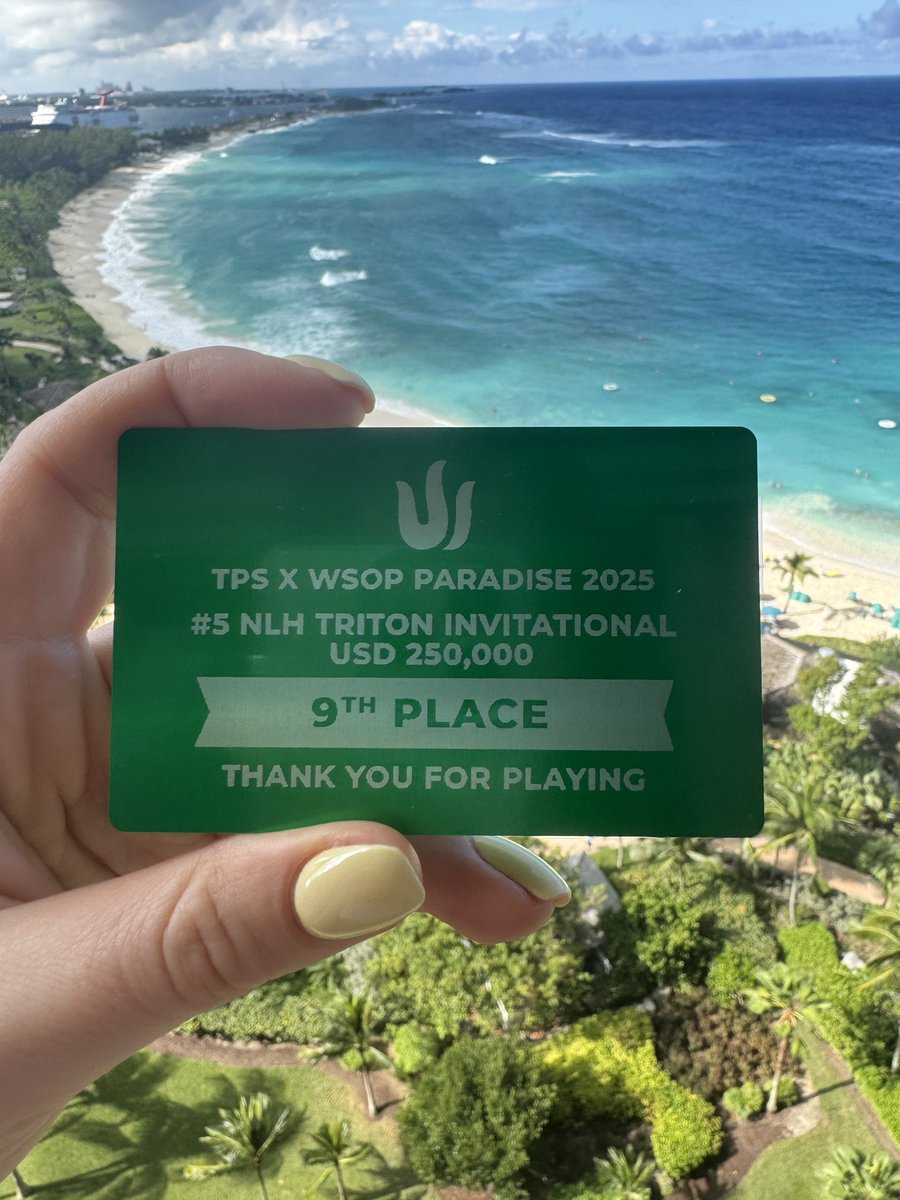 TPS X WSOP PARADISE 2025
#5 NLH TRITON INVITATIONAL
USD 250,000
9TH PLACE
THANK YOU FOR PLAYING